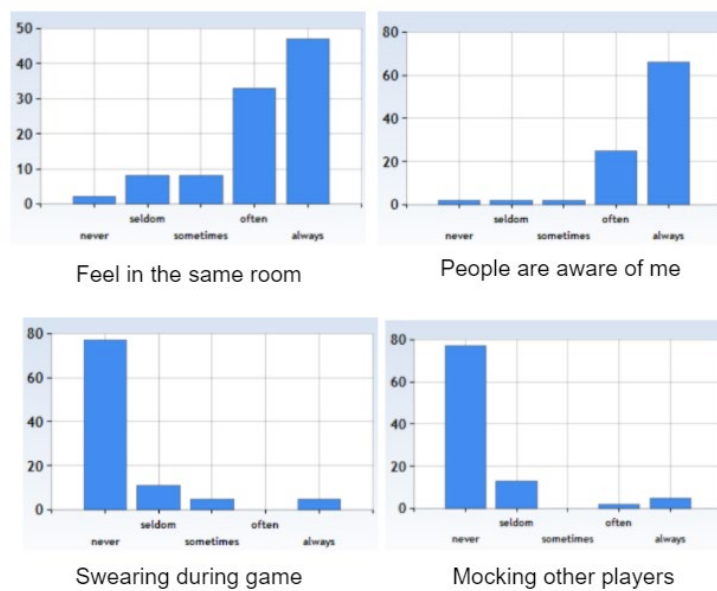 50
40
30
20
10
0
seldom often
never sometimes always
Feel in the same room
80
60
40
20
0
seldom often
never sometimes always
People are aware of me
80
60
40
20
0
seldom often
never sometimes always
Swearing during game
80
60
40
20
0
seldom often
never sometimes always
Mocking other players